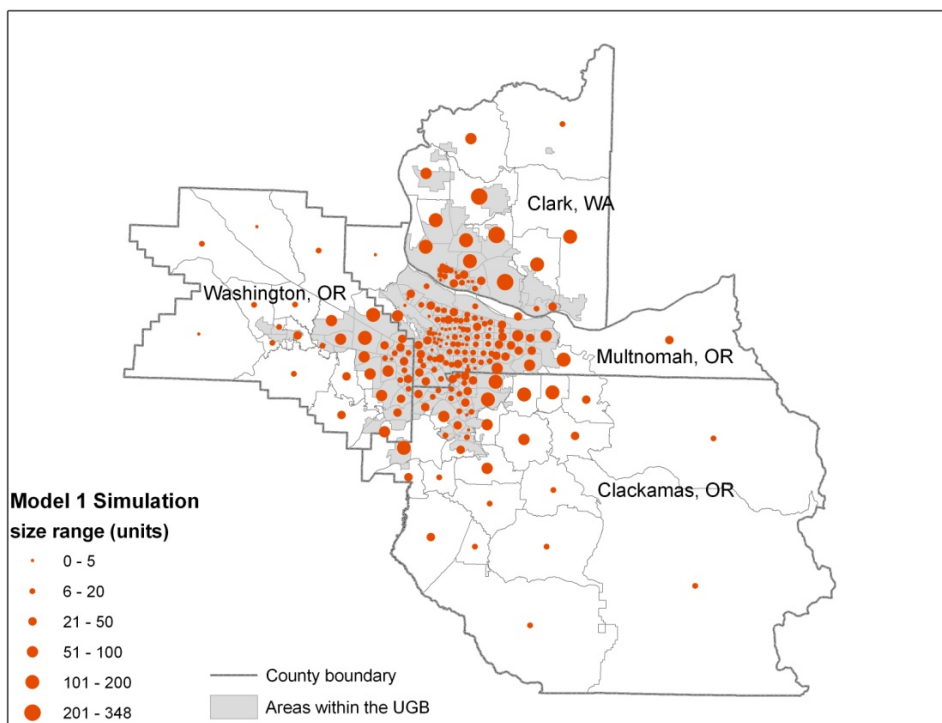 Clark, WA
Washington, OR
Multnomah, OR
Clackamas, OR
Model 1 Simulation
size range (units)
0 - 5
6 - 20
21 - 50
51 - 100
101 - 200
201 - 348
County boundary
Areas within the UGB